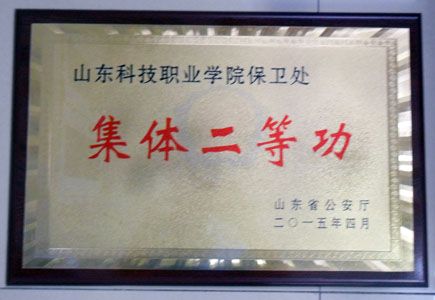 山东科技职业学院保卫处
集体二等功
山东省公安厅
二〇一五年四月